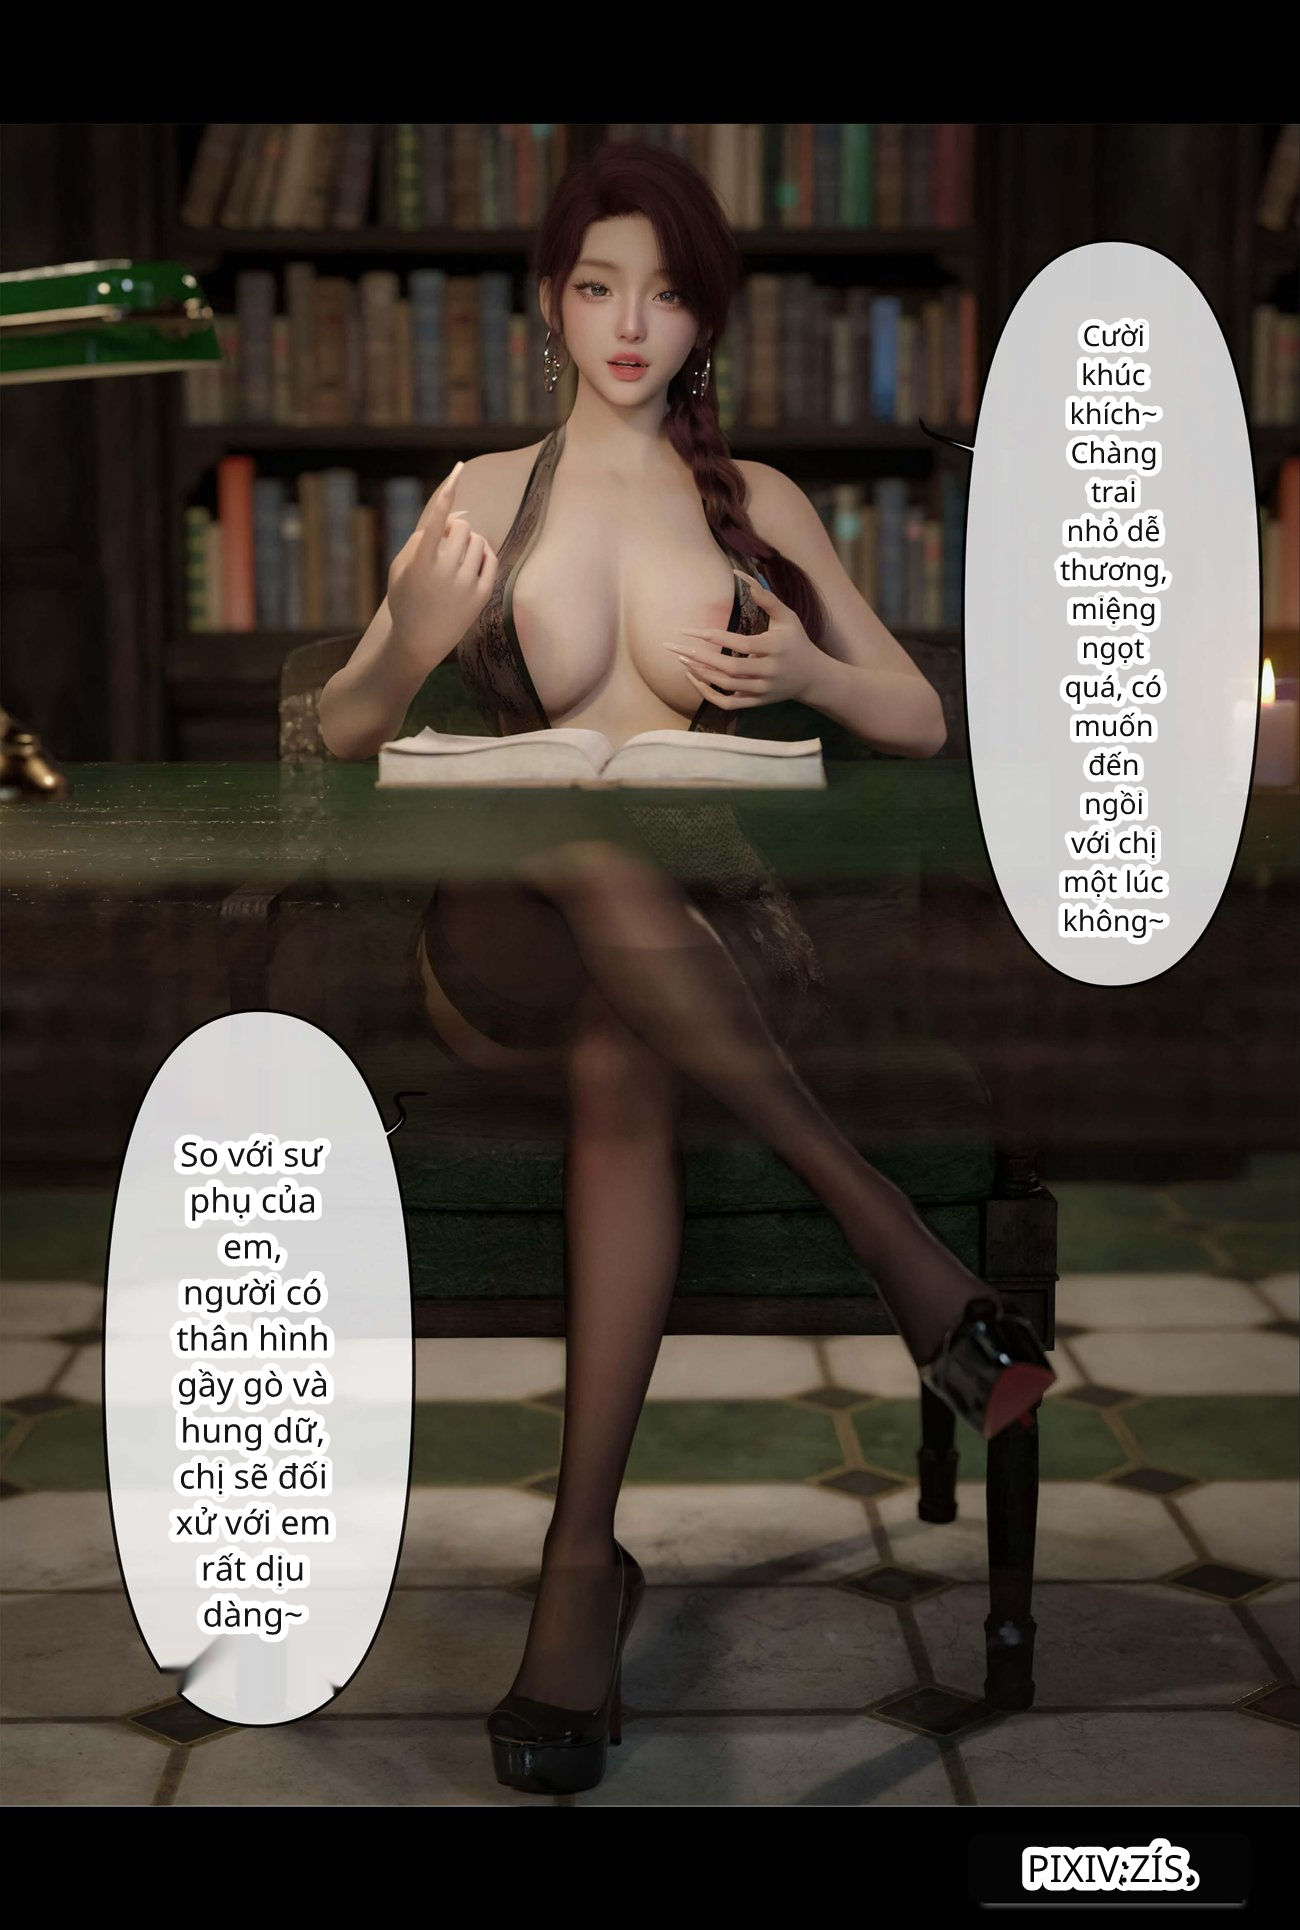 Cười
khúc
khích~
Chàng
trai
nhỏ dễ
thương,
miệng
ngọt
quá, có
muốn
đến
ngồi
với chị
một lúc
không~
So với sư
phụ của
em,
người có
thân hình
gầy gò và
hung dữ,
chị sẽ đối
xử với em
rất dịu
dàng~
PIXIV:ZÍS,